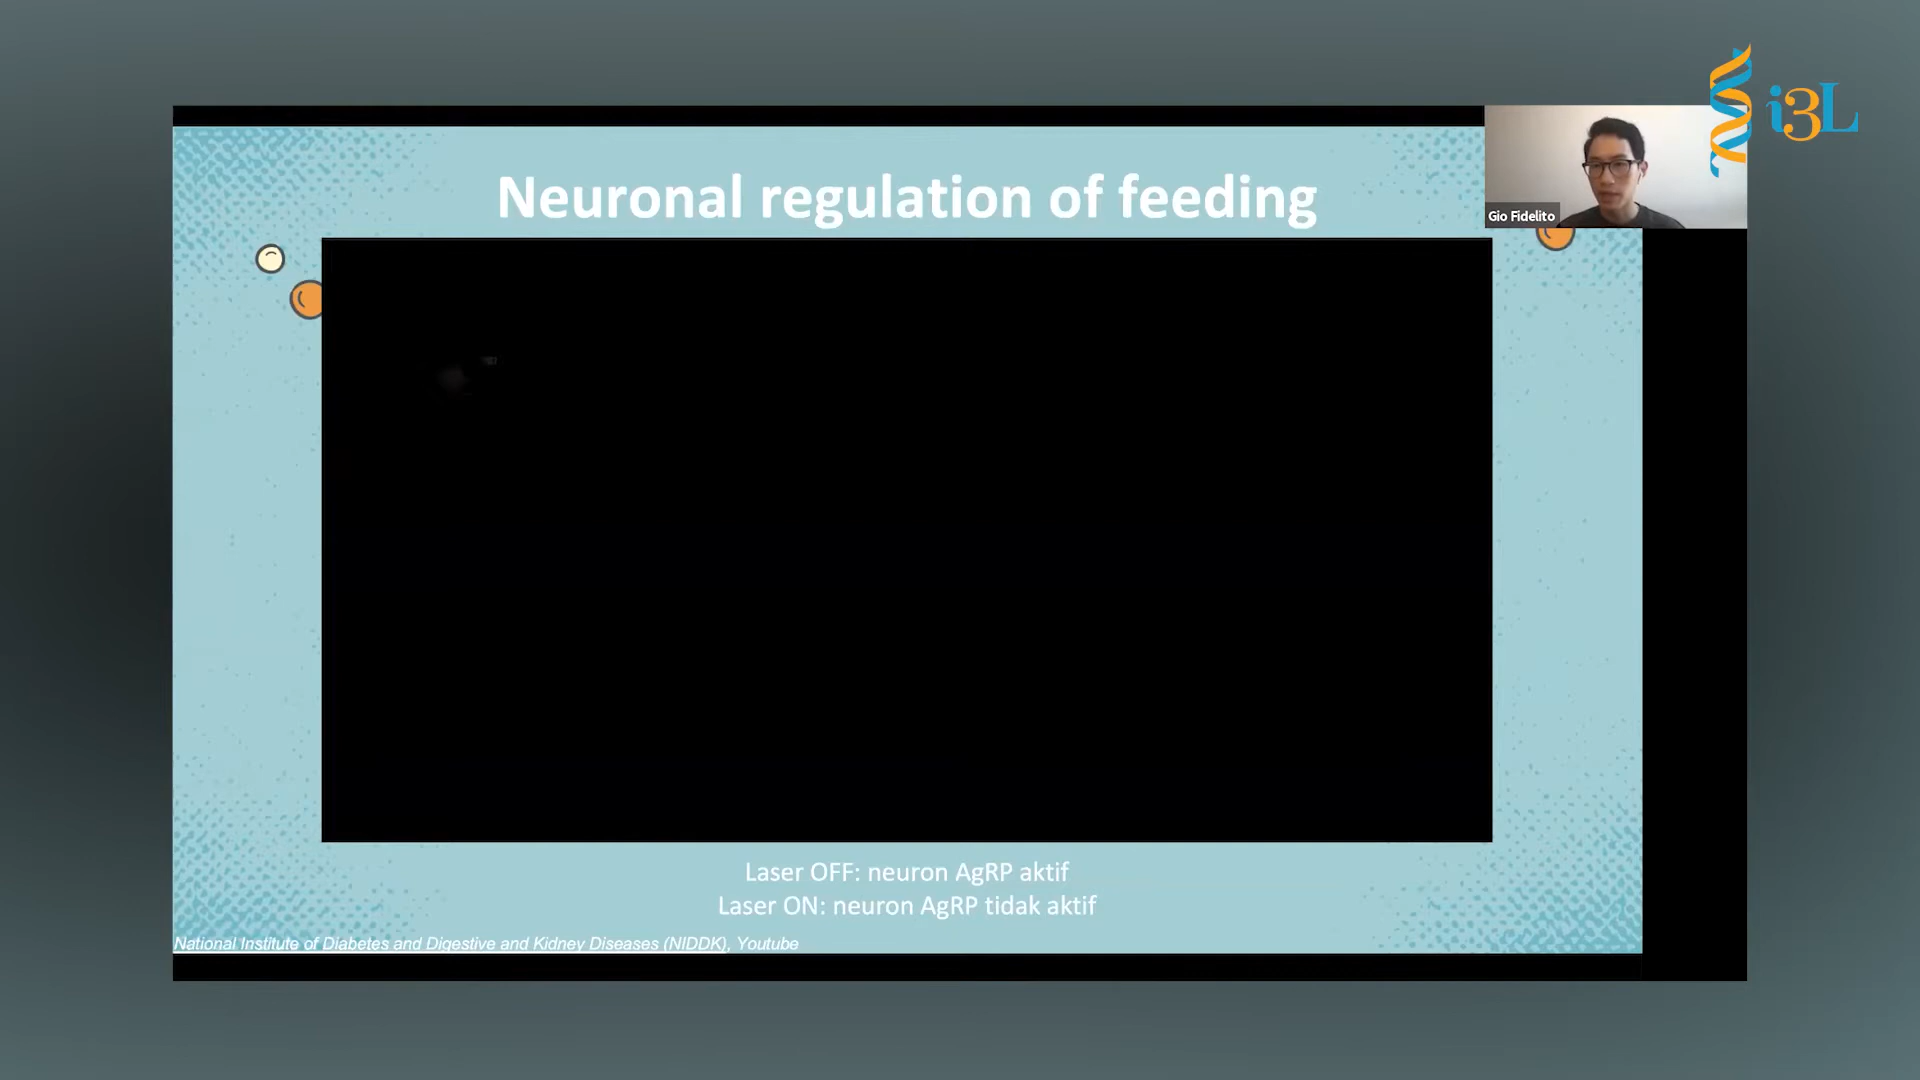 i3L
Neuronal regulation of feeding
Gio Fidelito
Laser OFF: neuron AgRP aktif
Laser ON: neuron AgRP tidak aktif
National Institute of Diabetes and Digestive and Kidney Diseases (NIDDK), Youtube